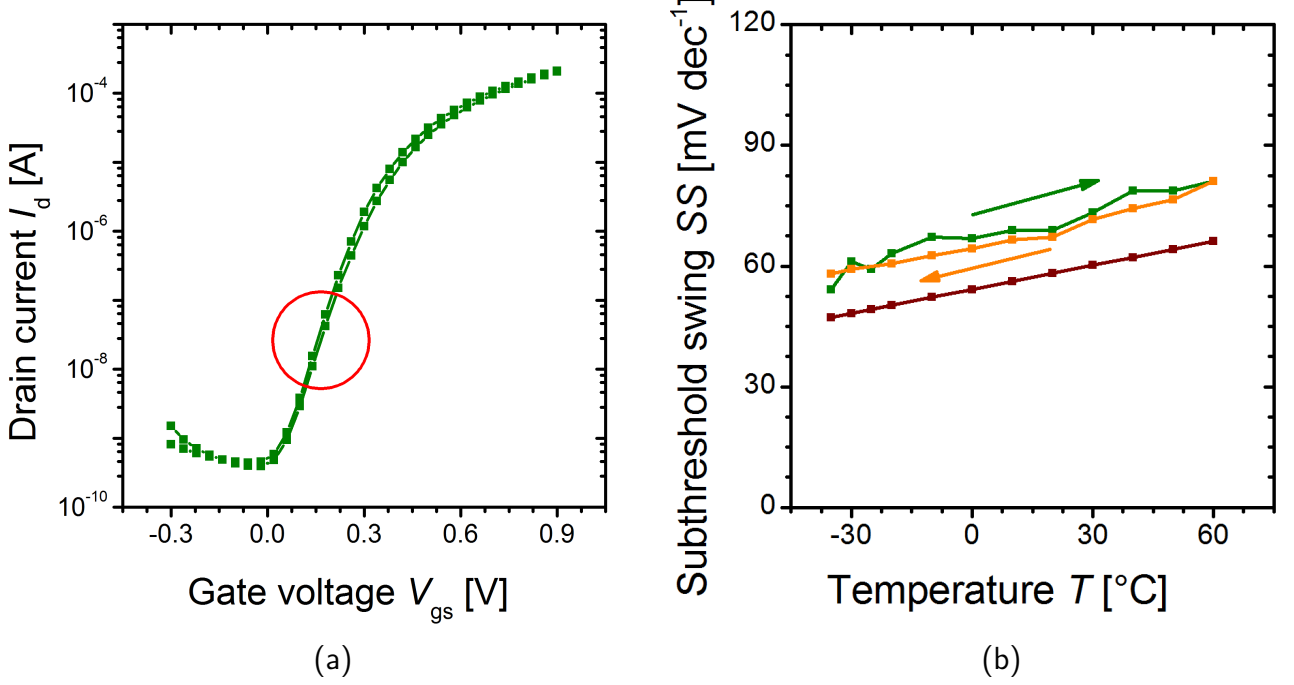 Drain current I_d [A]
10⁻⁴
10⁻⁶
10⁻⁸
10⁻¹⁰
-0.3 0.0 0.3 0.6 0.9
Gate voltage V_gs [V]
(a)
Subthreshold swing SS [mV dec⁻¹]
120
90
60
30
0
-30 0 30 60
Temperature T [°C]
(b)